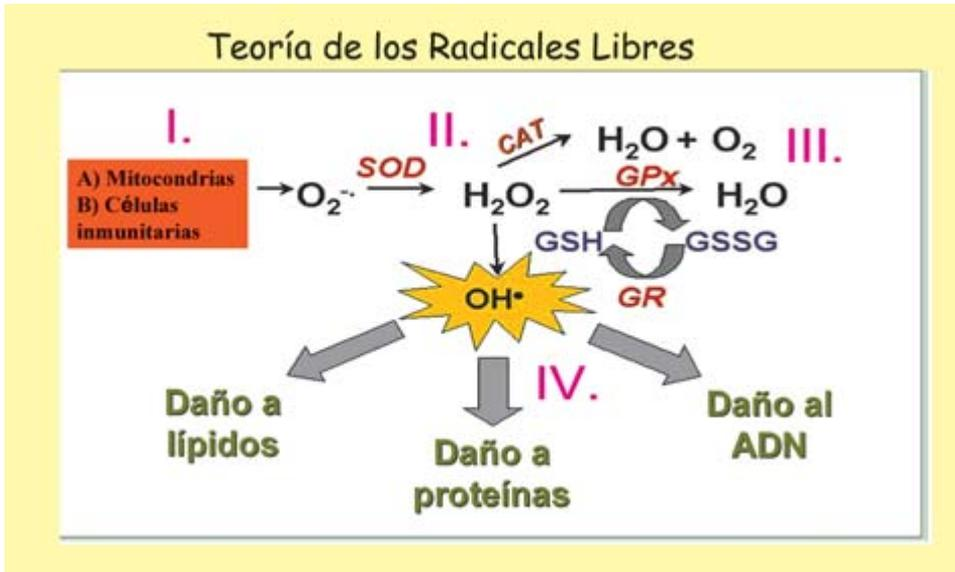 Teoría de los Radicales Libres
I.
A) Mitocondrias
B) Células
inmunitarias
O₂⁻·
SOD
II.
H₂O₂
CAT
H₂O + O₂
III.
GPx
H₂O
GSH
GSSG
GR
OH•
IV.
Daño a
lípidos
Daño a
proteínas
Daño al
ADN